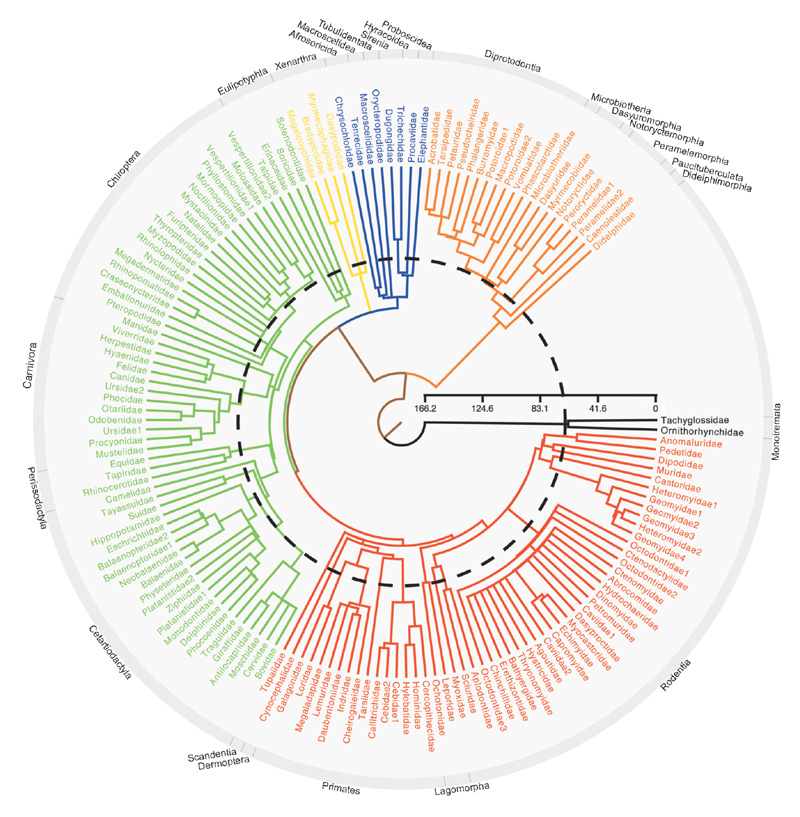 Proboscidea
Hyracoidea
Sirenia
Tubulidentata
Macroscelidea
Afrosoricida
Xenarthra
Eulipotyphla
Chiroptera
Carnivora
Perissodactyla
Cetartiodactyla
Scandentia
Dermoptera
Primates
Lagomorpha
Rodentia
Monotremata
Didelphimorphia
Paucituberculata
Peramelemorphia
Notoryctemorphia
Dasyuromorphia
Microbiotheria
Diprotodontia
166.2 124.6 83.1 41.6 0
Tachyglossidae
Ornithorhynchidae
Anomaluridae
Pedetidae
Dipodidae
Muridae
Castoridae
Heteromyidae1
Geomyidae1
Geomyidae2
Geomyidae3
Heteromyidae2
Geomyidae4
Octodontidae1
Ctenodactylidae
Octodontidae2
Ctenomyidae
Abrocomidae
Hydrochaeridae
Dinomyidae
Petromuridae
Caviidae1
Dasyproctidae
Myocastoridae
Echimyidae
Capromyidae
Caviidae2
Agoutidae
Hystricidae
Thryonomyidae
Bathyergidae
Erethizontidae
Chinchillidae
Octodontidae3
Aplodontidae
Sciuridae
Myoxidae
Leporidae
Ochotonidae
Cercopithecidae
Hominidae
Hylobatidae
Cebidae1
Cebidae2
Callitrichidae
Tarsiidae
Cheirogaleidae
Indridae
Daubentoniidae
Megaladapidae
Lemuridae
Loridae
Galagonidae
Cynocephalidae
Tupaiidae
Bovidae
Cervidae
Moschidae
Antilocapridae
Giraffidae
Tragulidae
Phocoenidae
Delphinidae
Monodontidae
Platanistidae1
Ziphiidae
Platanistidae2
Physeteridae
Balaenidae
Neobalaenidae
Balaenopteridae1
Balaenopteridae2
Eschrichtiidae
Hippopotamidae
Suidae
Tayassuidae
Camelidae
Rhinocerotidae
Tapiridae
Equidae
Mustelidae
Procyonidae
Ursidae1
Odobenidae
Otariidae
Phocidae
Ursidae2
Canidae
Felidae
Hyaenidae
Herpestidae
Viverridae
Manidae
Pteropodidae
Emballonuridae
Craseonycteridae
Rhinopomatidae
Megadermatidae
Nycteridae
Rhinolophidae
Mizopodidae
Thyropteridae
Furipteridae
Natalidae
Mystacinidae
Noctilionidae
Mormoopidae
Phyllostomidae
Vespertilionidae1
Molossidae
Vespertilionidae2
Talpidae
Erinaceidae
Soricidae
Solenodontidae
Megalonychidae
Bradypodidae
Myrmecophagidae
Dasypodidae
Chrysochloridae
Tenrecidae
Macroscelididae
Orycteropodidae
Dugongidae
Trichechidae
Procaviidae
Elephantidae
Acrobatidae
Tarsipedidae
Petauridae
Pseudocheiridae
Phalangeridae
Burramyidae
Potoroidae1
Macropodidae
Potoroidae2
Vombatidae
Phascolarctidae
Microbiotheriidae
Dasyuridae
Myrmecobiidae
Notoryctidae
Peroryctidae
Peramelidae1
Peramelidae2
Caenolestidae
Didelphidae